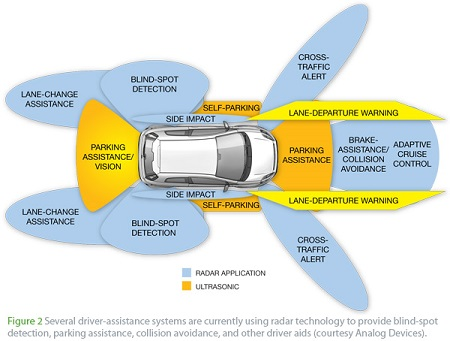 CROSS-
TRAFFIC
ALERT
BLIND-SPOT
DETECTION
LANE-CHANGE
ASSISTANCE
SELF-PARKING
SIDE IMPACT
LANE-DEPARTURE WARNING
PARKING
ASSISTANCE/
VISION
PARKING
ASSISTANCE
BRAKE-
ASSISTANCE/
COLLISION
AVOIDANCE
ADAPTIVE
CRUISE
CONTROL
SIDE IMPACT
SELF-PARKING
LANE-DEPARTURE WARNING
LANE-CHANGE
ASSISTANCE
BLIND-SPOT
DETECTION
CROSS-
TRAFFIC
ALERT
RADAR APPLICATION
ULTRASONIC
Figure 2 Several driver-assistance systems are currently using radar technology to provide blind-spot
detection, parking assistance, collision avoidance, and other driver aids (courtesy Analog Devices).